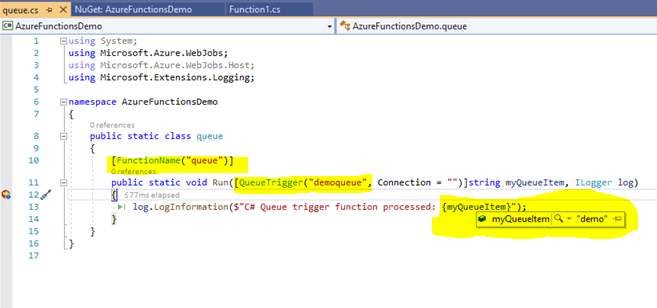 queue.cs NuGet: AzureFunctionsDemo Function1.cs
C# AzureFunctionsDemo AzureFunctionsDemo.queue
1 using System;
2 using Microsoft.Azure.WebJobs;
3 using Microsoft.Azure.WebJobs.Host;
4 using Microsoft.Extensions.Logging;
5
6 namespace AzureFunctionsDemo
7 {
0 references
8 public static class queue
9 {
10 [FunctionName("queue")]
0 references
11 public static void Run([QueueTrigger("demoqueue", Connection = "")]string myQueueItem, ILogger log)
12 { ≤77ms elapsed
13 log.LogInformation($"C# Queue trigger function processed: {myQueueItem}");
myQueueItem "demo"
14 }
15 }
16 }
17